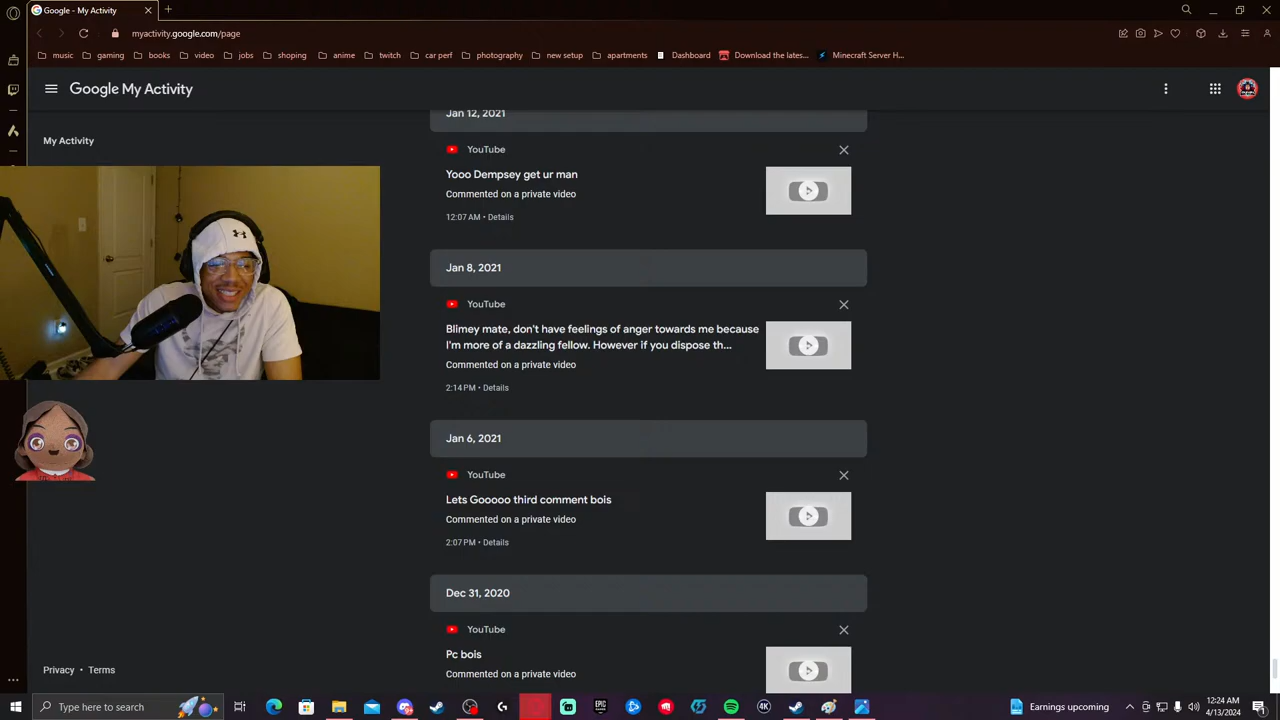 Google - My Activity
myactivity.google.com/page
music gaming books video jobs shoping anime twitch car perf photography new setup apartments Dashboard Download the lates... Minecraft Server H...
Google My Activity
My Activity
Jan 12, 2021
YouTube
Yooo Dempsey get ur man
Commented on a private video
12:07 AM • Details
Jan 8, 2021
YouTube
Blimey mate, don't have feelings of anger towards me because
I'm more of a dazzling fellow. However if you dispose th...
Commented on a private video
2:14 PM • Details
Jan 6, 2021
YouTube
Lets Gooooo third comment bois
Commented on a private video
2:07 PM • Details
Dec 31, 2020
YouTube
Pc bois
Commented on a private video
Privacy • Terms
Type here to search
Earnings upcoming
12:24 AM
4/13/2024